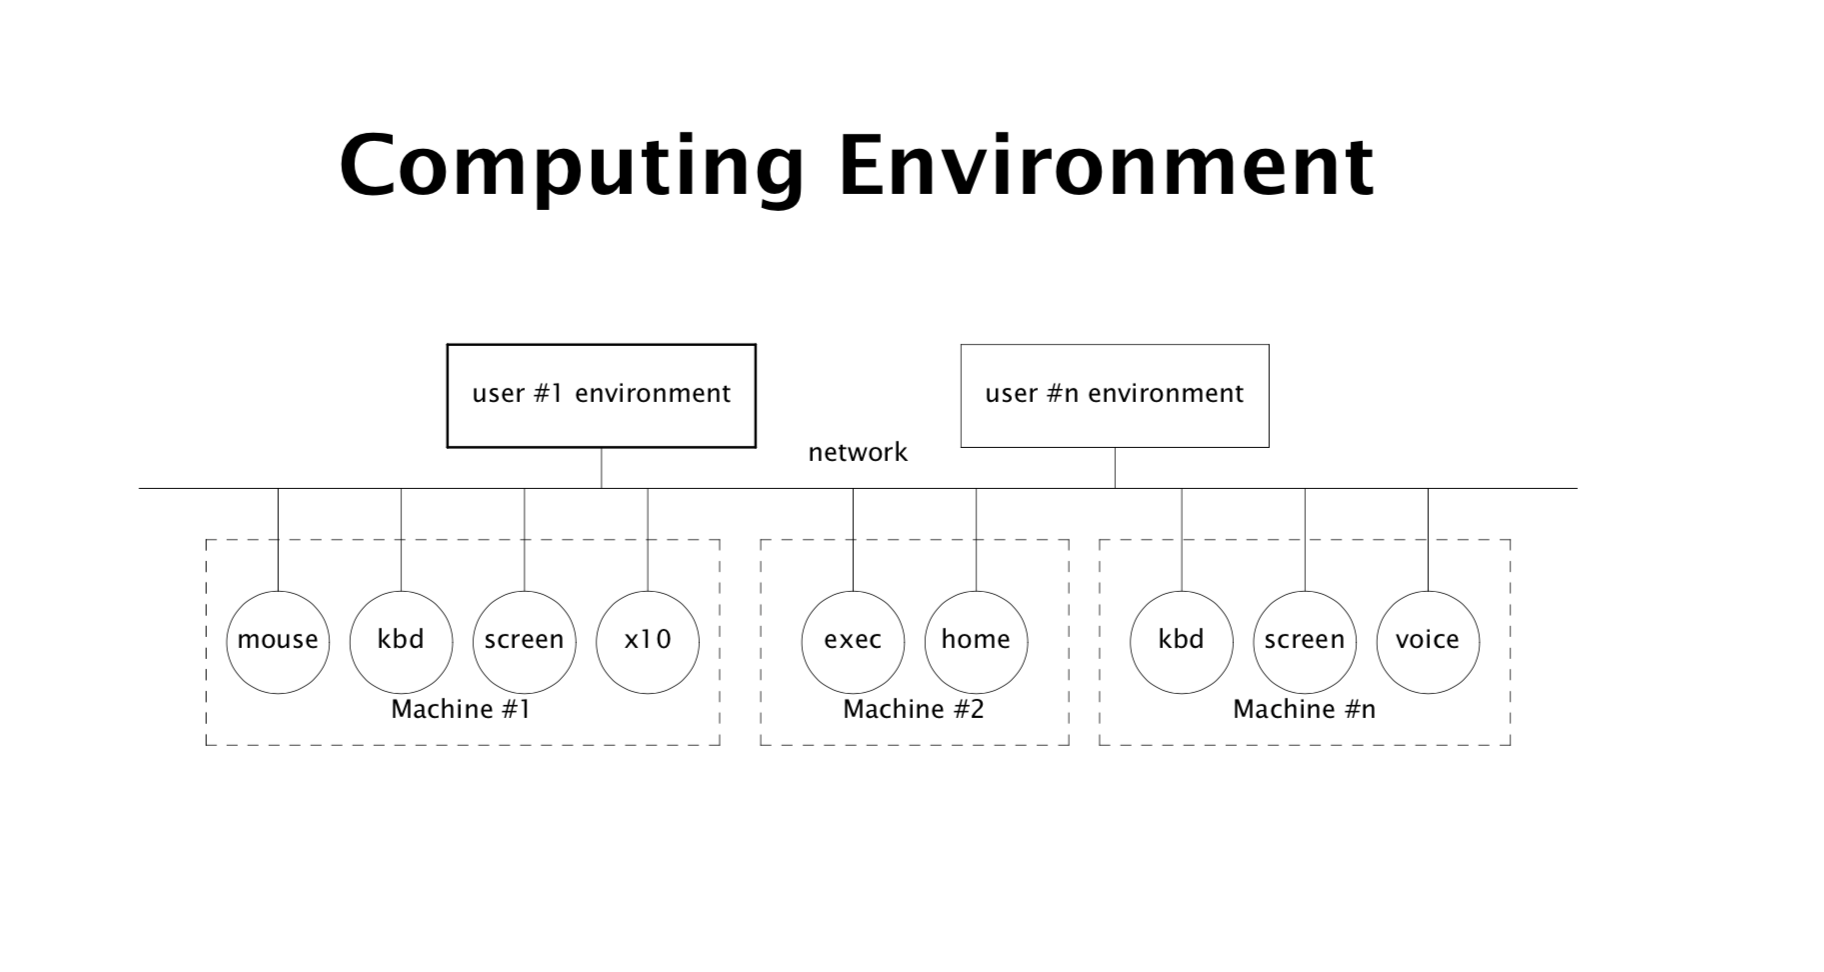 Computing Environment
user #1 environment
user #n environment
network
mouse
kbd
screen
x10
Machine #1
exec
home
Machine #2
kbd
screen
voice
Machine #n